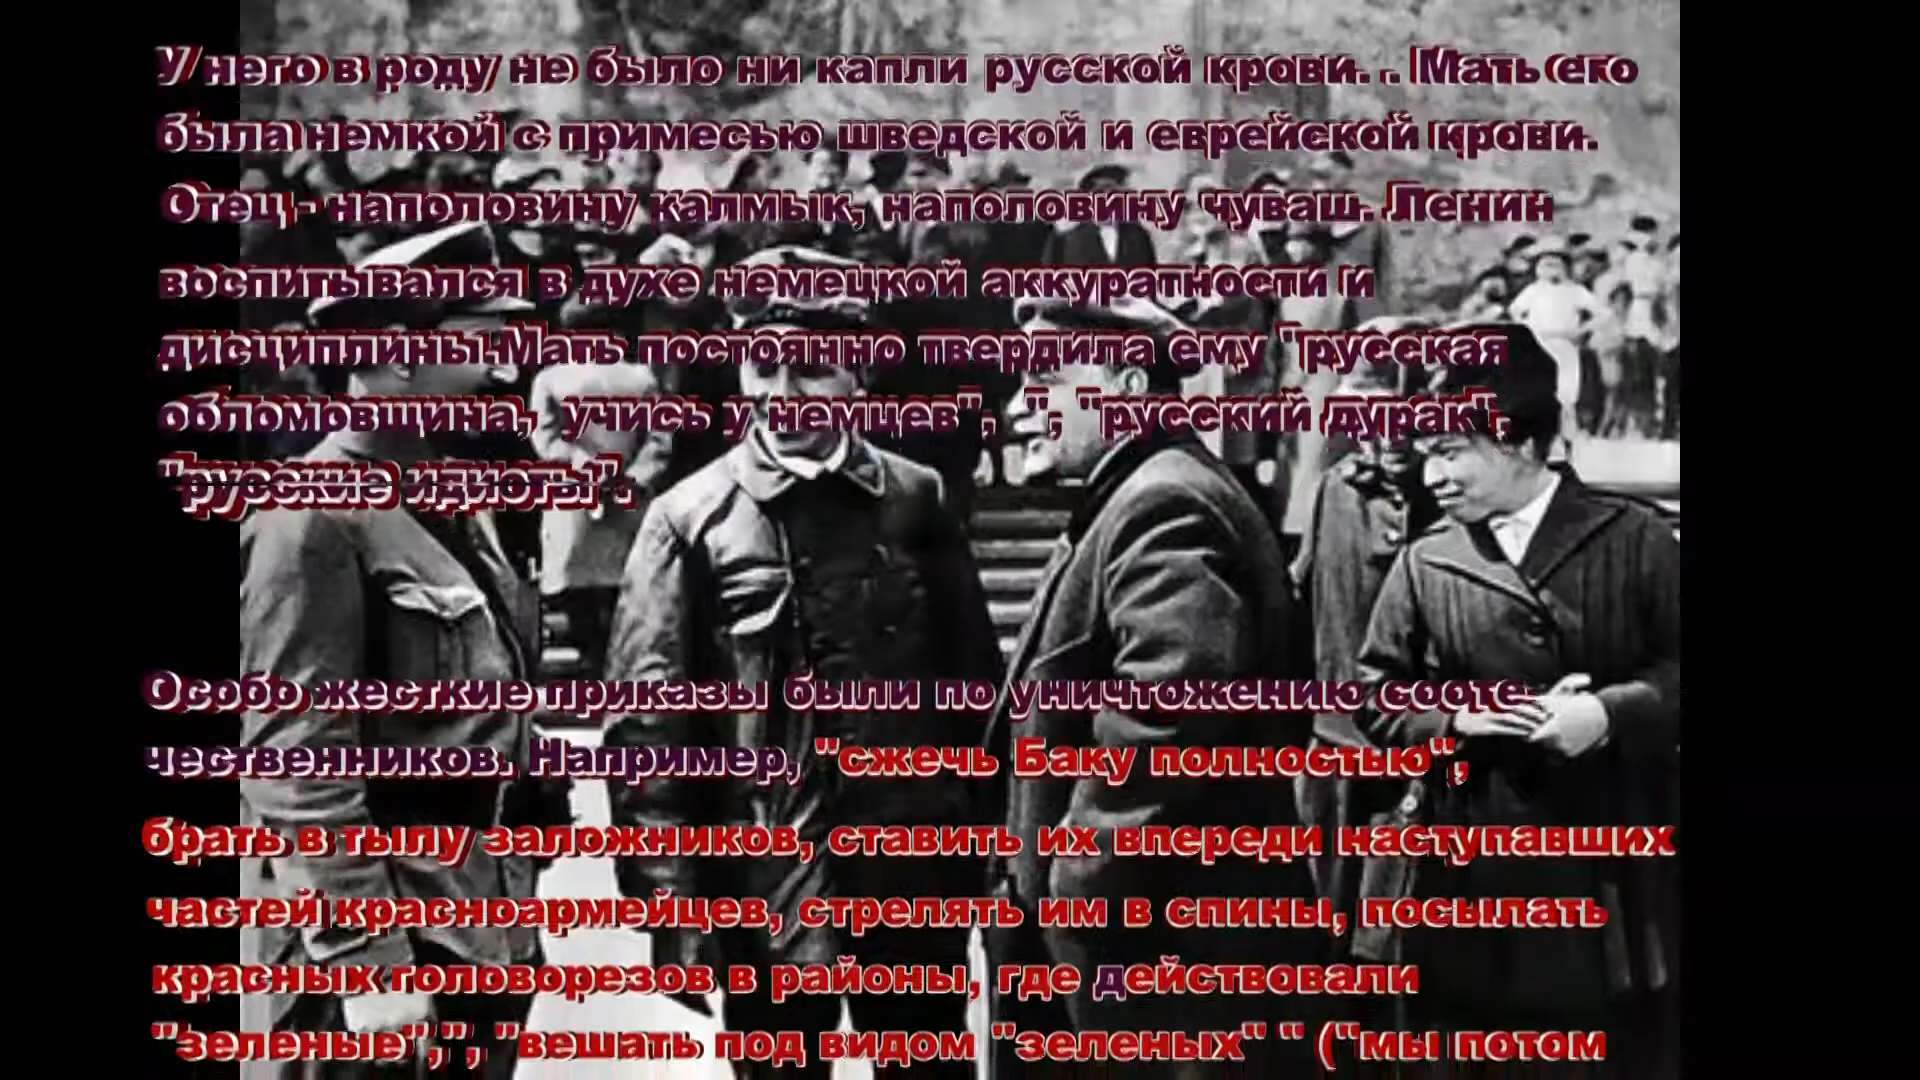 У него в роду не было ни капли русской крови. . Мать его
была немкой с примесью шведской и еврейской крови.
Отец - наполовину калмык, наполовину чуваш. Ленин
воспитывался в духе немецкой аккуратности и
дисциплины. Мать постоянно твердила ему "русская
обломовщина, учись у немцев", ", "русский дурак",
"русские идиоты".
Особо жесткие приказы были по уничтожению сооте-
чественников. Например, "сжечь Баку полностью",
брать в тылу заложников, ставить их впереди наступавших
частей красноармейцев, стрелять им в спины, посылать
красных головорезов в районы, где действовали
"зеленые",", "вешать под видом "зеленых" " ("мы потом